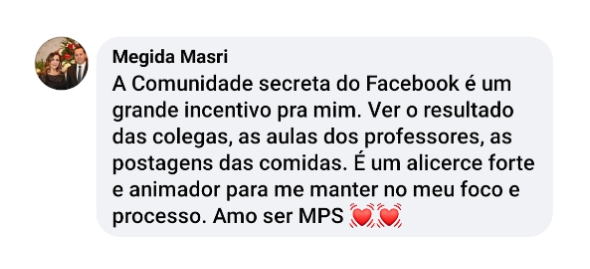 Megida Masri
A Comunidade secreta do Facebook é um
grande incentivo pra mim. Ver o resultado
das colegas, as aulas dos professores, as
postagens das comidas. É um alicerce forte
e animador para me manter no meu foco e
processo. Amo ser MPS 💓💓